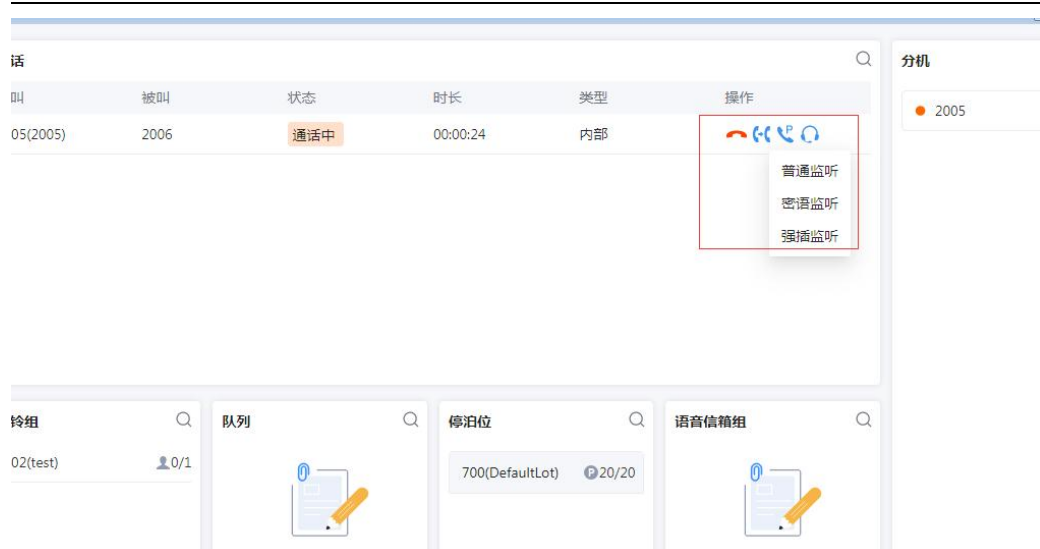 话
分机
叫 被叫 状态 时长 类型 操作
2005
05(2005) 2006 通话中 00:00:24 内部 P
普通监听
密语监听
强插监听
铃组 队列 停泊位 语音信箱组
02(test) 0/1 700(DefaultLot) P 20/20